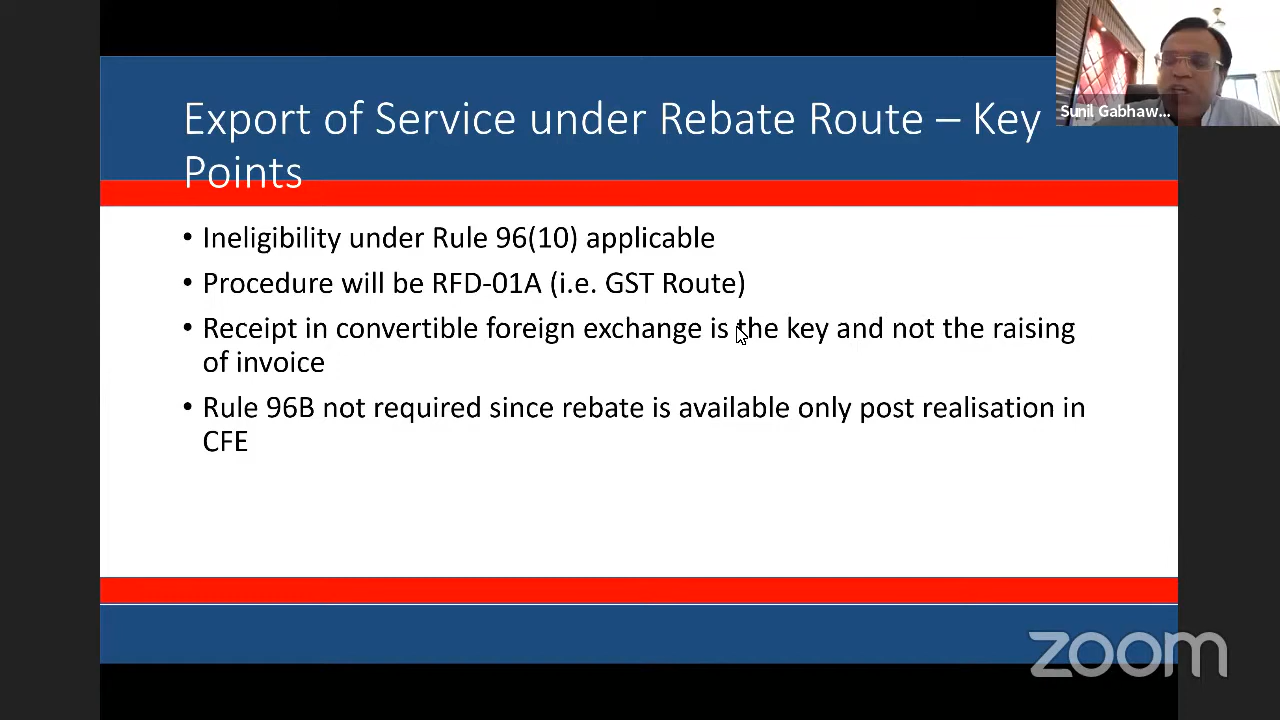 Export of Service under Rebate Route – Key
Points
Sunil Gabhaw...
• Ineligibility under Rule 96(10) applicable
• Procedure will be RFD-01A (i.e. GST Route)
• Receipt in convertible foreign exchange is the key and not the raising
of invoice
• Rule 96B not required since rebate is available only post realisation in
CFE
zoom